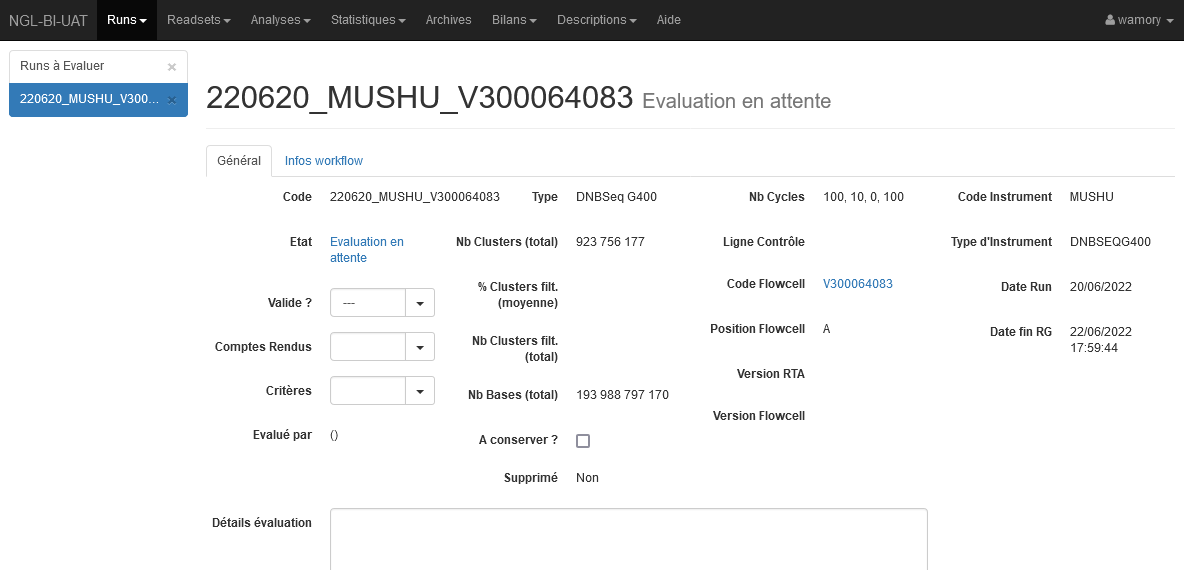 NGL-BI-UAT Runs Readsets Analyses Statistiques Archives Bilans Descriptions Aide wamory
Runs à Evaluer ×
220620_MUSHU_V300... ×
220620_MUSHU_V300064083 Evaluation en attente
Général Infos workflow
Code 220620_MUSHU_V300064083
Etat Evaluation en
attente
Valide ? ---
Comptes Rendus
Critères
Evalué par ()
Type DNBSeq G400
Nb Clusters (total) 923 756 177
% Clusters filt.
(moyenne)
Nb Clusters filt.
(total)
Nb Bases (total) 193 988 797 170
A conserver ?
Supprimé Non
Nb Cycles 100, 10, 0, 100
Ligne Contrôle
Code Flowcell V300064083
Position Flowcell A
Version RTA
Version Flowcell
Code Instrument MUSHU
Type d'Instrument DNBSEQG400
Date Run 20/06/2022
Date fin RG 22/06/2022
17:59:44
Détails évaluation